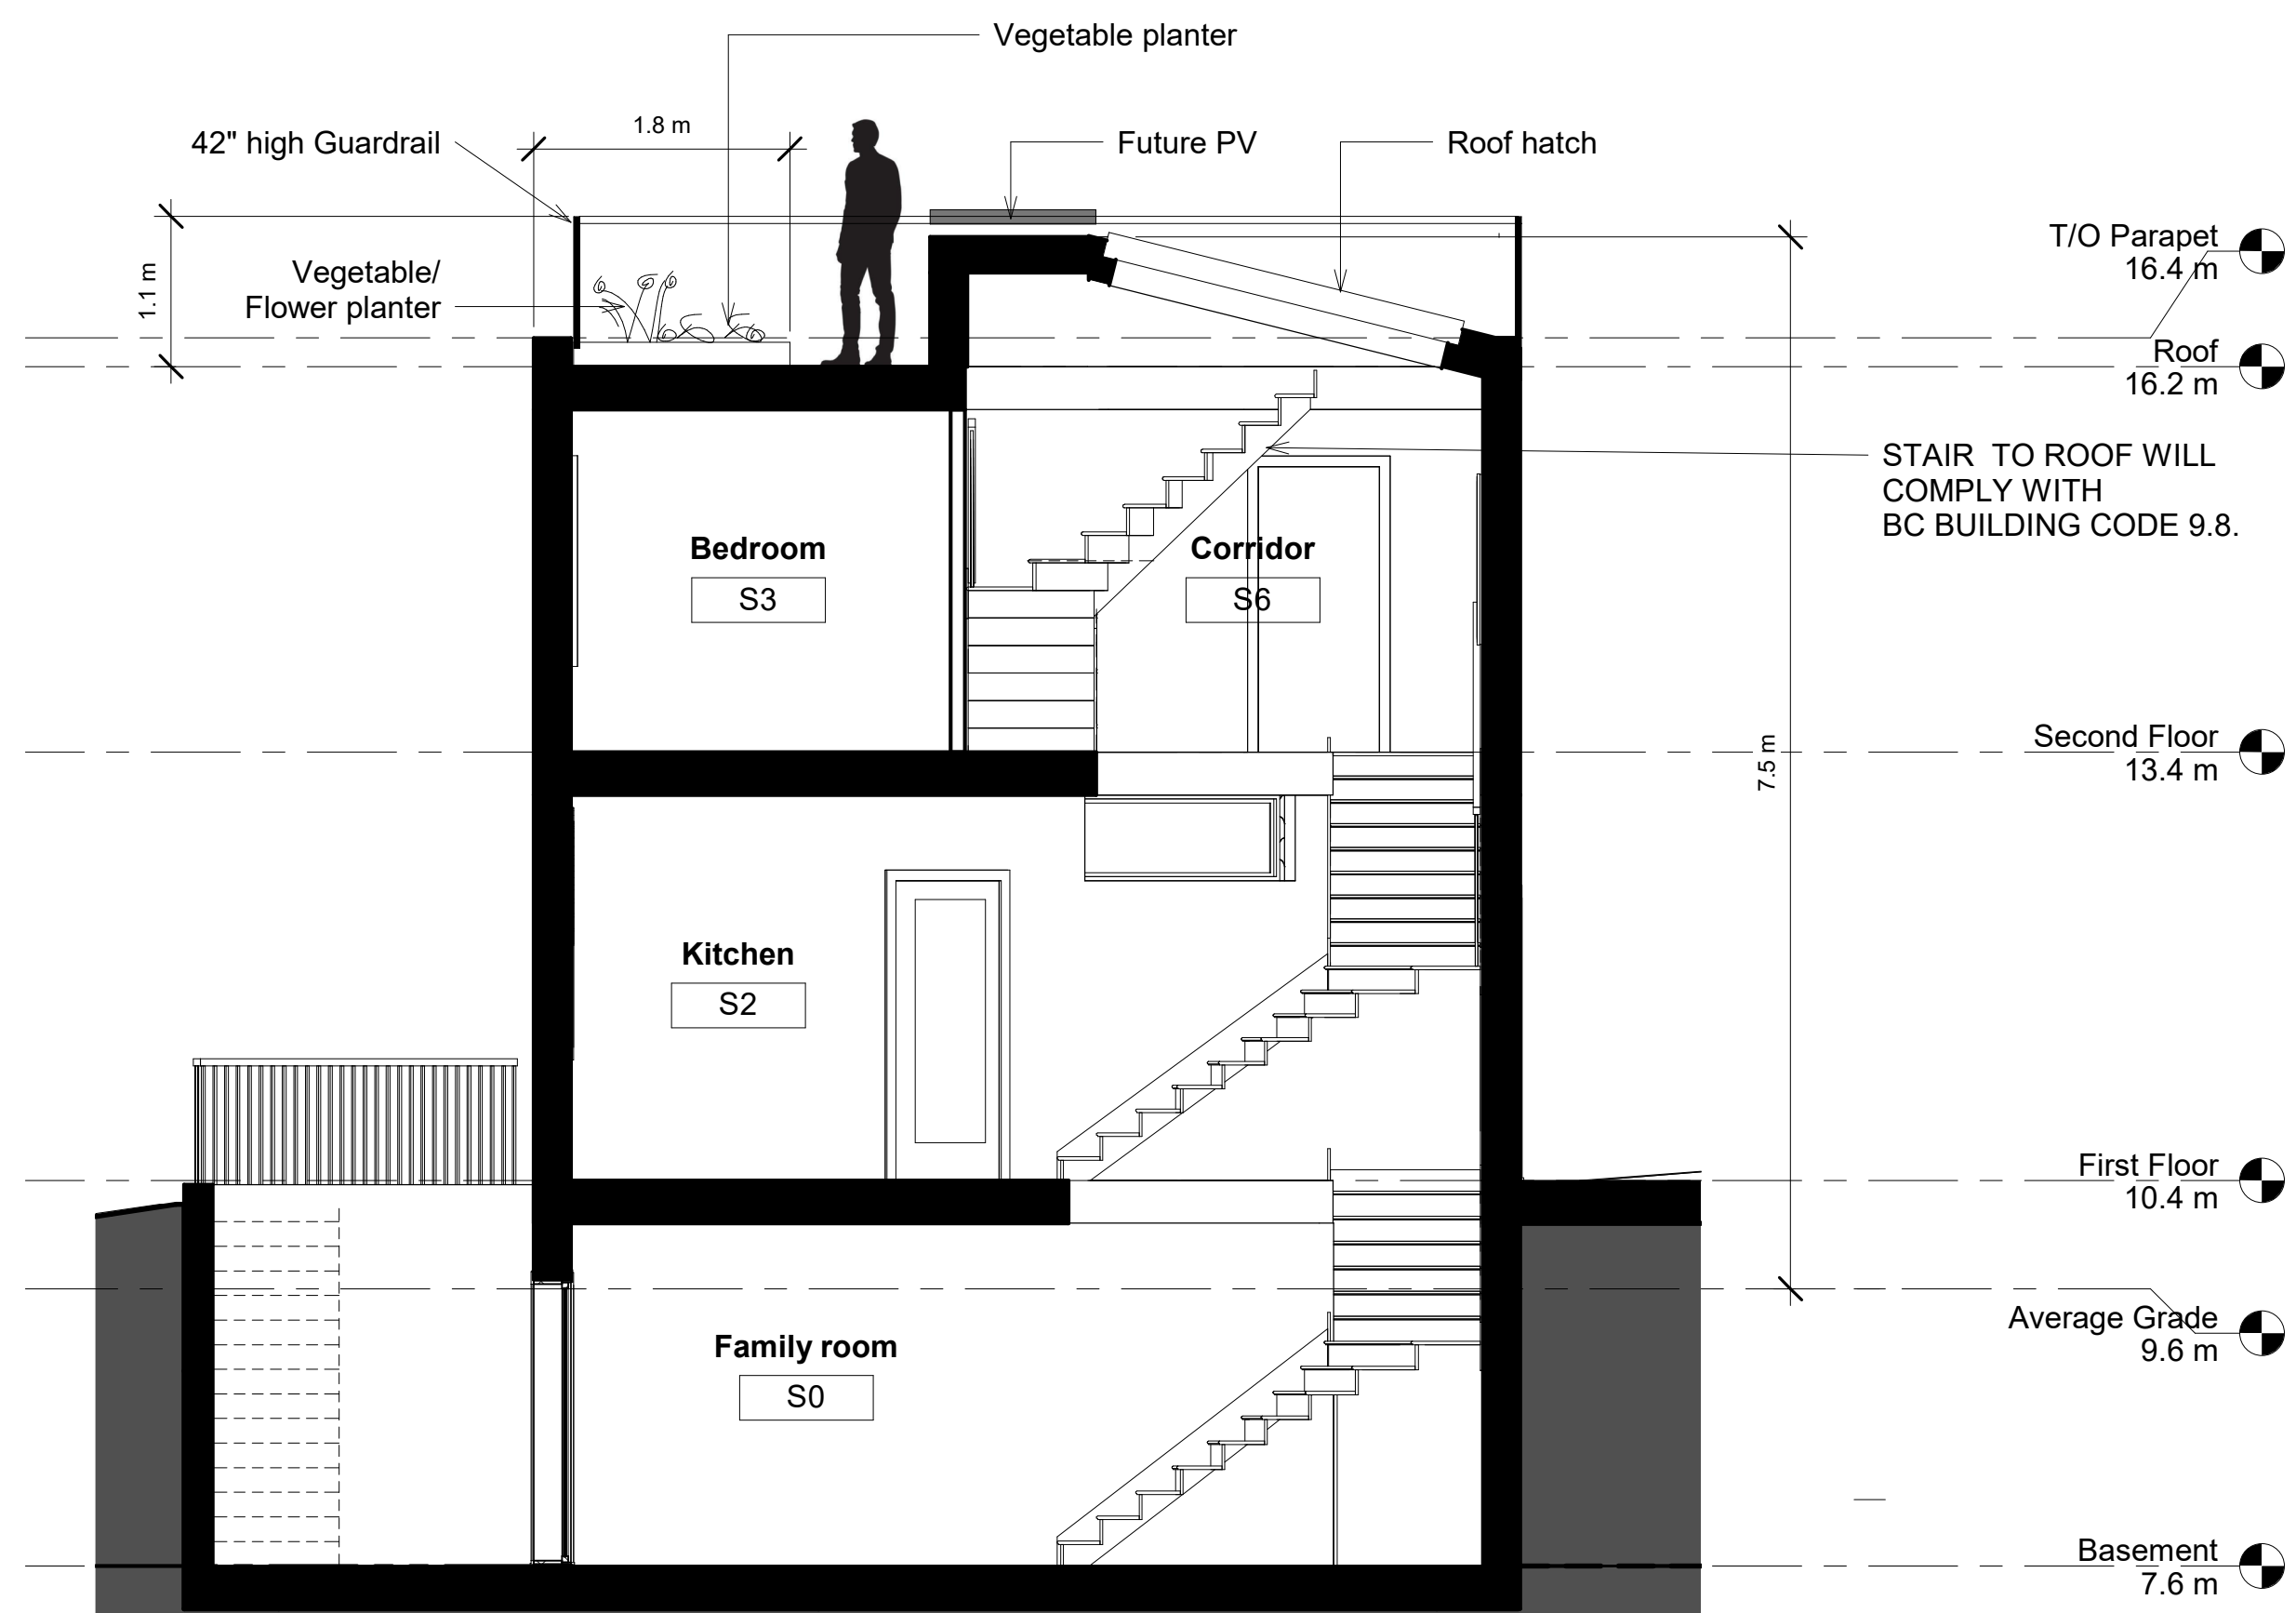 Vegetable planter
1.8 m
42" high Guardrail
Future PV
Roof hatch
T/O Parapet
16.4 m
Vegetable/
Flower planter
1.1 m
Roof
16.2 m
STAIR TO ROOF WILL
COMPLY WITH
BC BUILDING CODE 9.8.
Bedroom
S3
Corridor
S6
Second Floor
13.4 m
7.5 m
Kitchen
S2
First Floor
10.4 m
Average Grade
9.6 m
Family room
S0
Basement
7.6 m